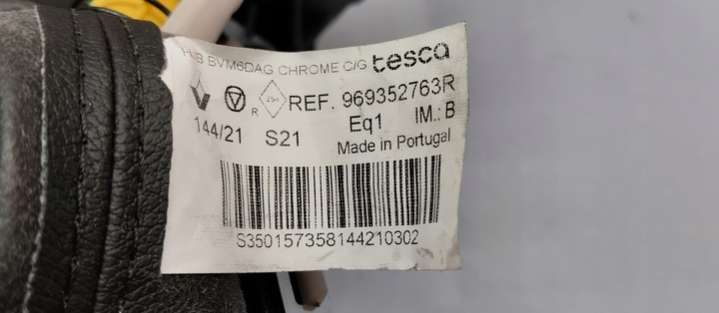 BVM6DAG CHROME C/G tesca
R REF. 969352763R
144/21 S21 Eq1 IM.: B
Made in Portugal
S350157358144210302